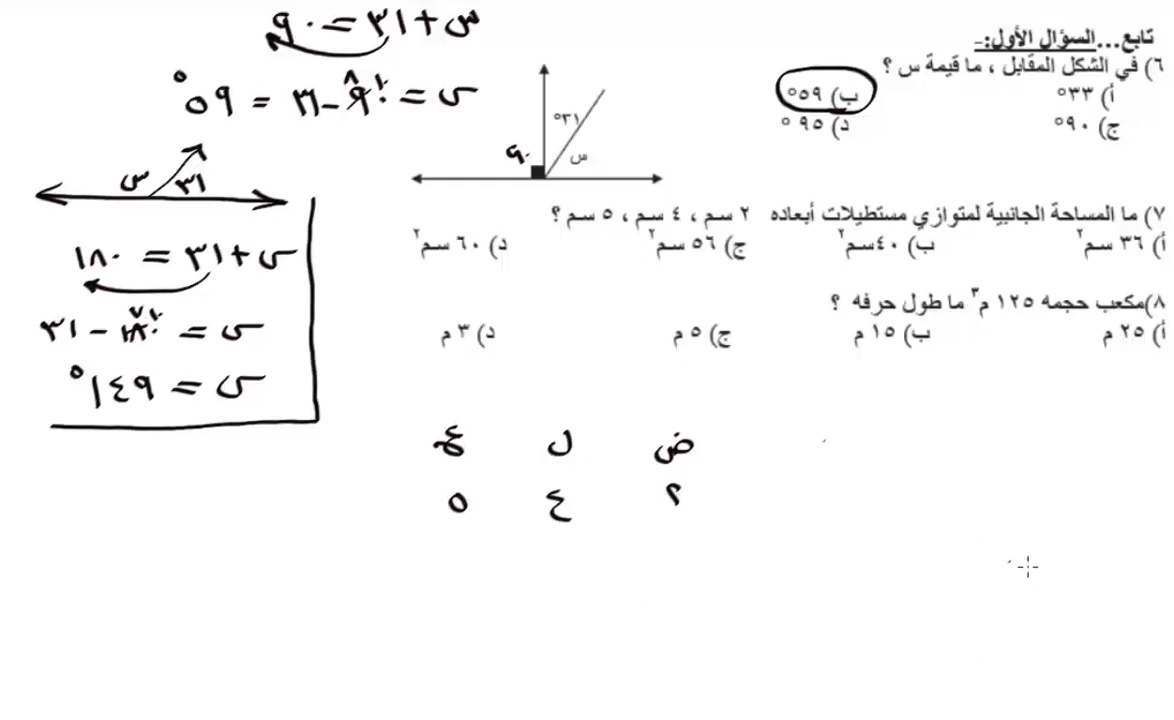 تابع...السؤال الأول:-
٦) في الشكل المقابل ، ما قيمة س ؟
أ) ٣٣°
ب) ٥٩°
ج) ٩٠°
د) ٩٥°
٣١°
س
٩٠
٧) ما المساحة الجانبية لمتوازي مستطيلات أبعاده ٢ سم ، ٤ سم ، ٥ سم ؟
أ) ٣٦ سم٢ ب) ٤٠سم٢ ج) ٥٦ سم٢ د) ٦٠ سم٢
٨) مكعب حجمه ١٢٥ م٣ ما طول حرفه ؟
أ) ٢٥ م ب) ١٥ م ج) ٥ م د) ٣ م
س + ٣١ = ٩٠
س = ٩٠ - ٣١ = ٥٩°
س ٣١
س + ٣١ = ١٨٠
س = ١٨٠ - ٣١
س = ١٤٩°
ض ل ع
٢ ٤ ٥